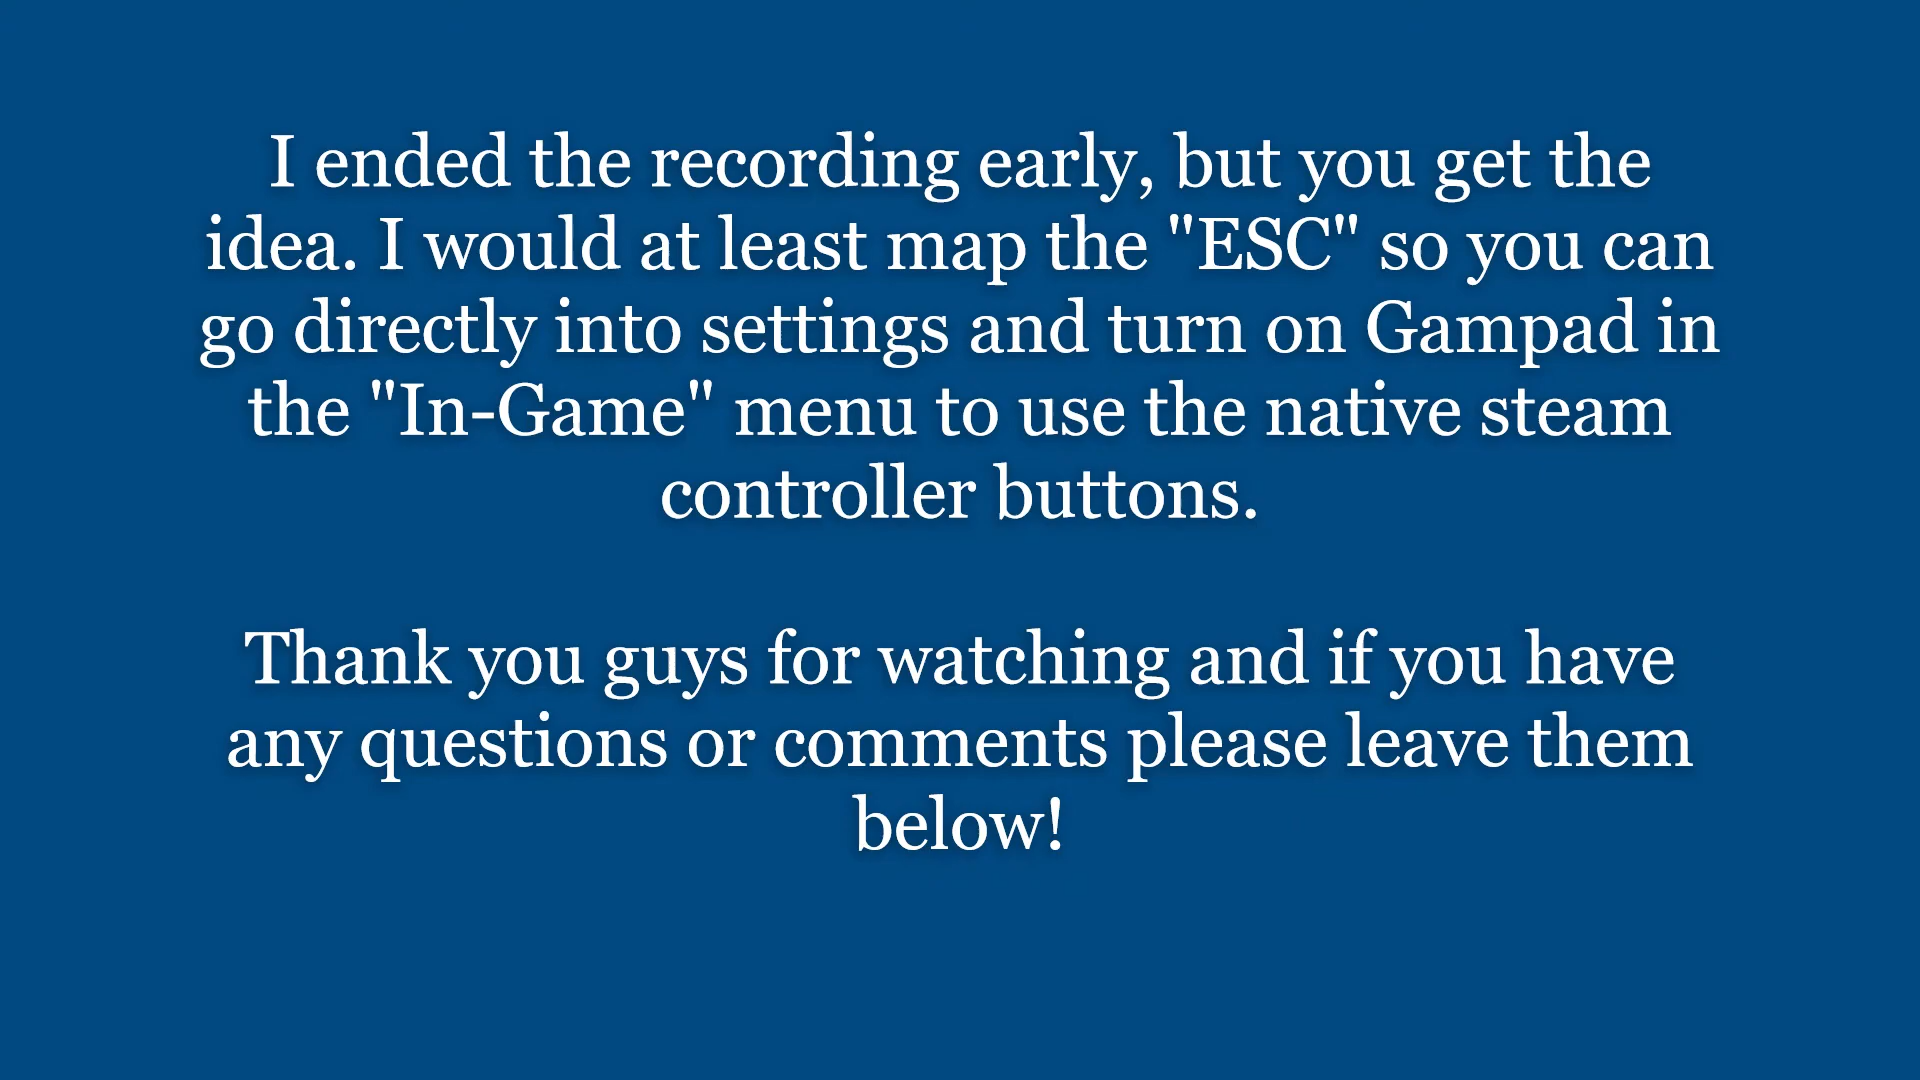 I ended the recording early, but you get the
idea. I would at least map the "ESC" so you can
go directly into settings and turn on Gampad in
the "In-Game" menu to use the native steam
controller buttons.
Thank you guys for watching and if you have
any questions or comments please leave them
below!